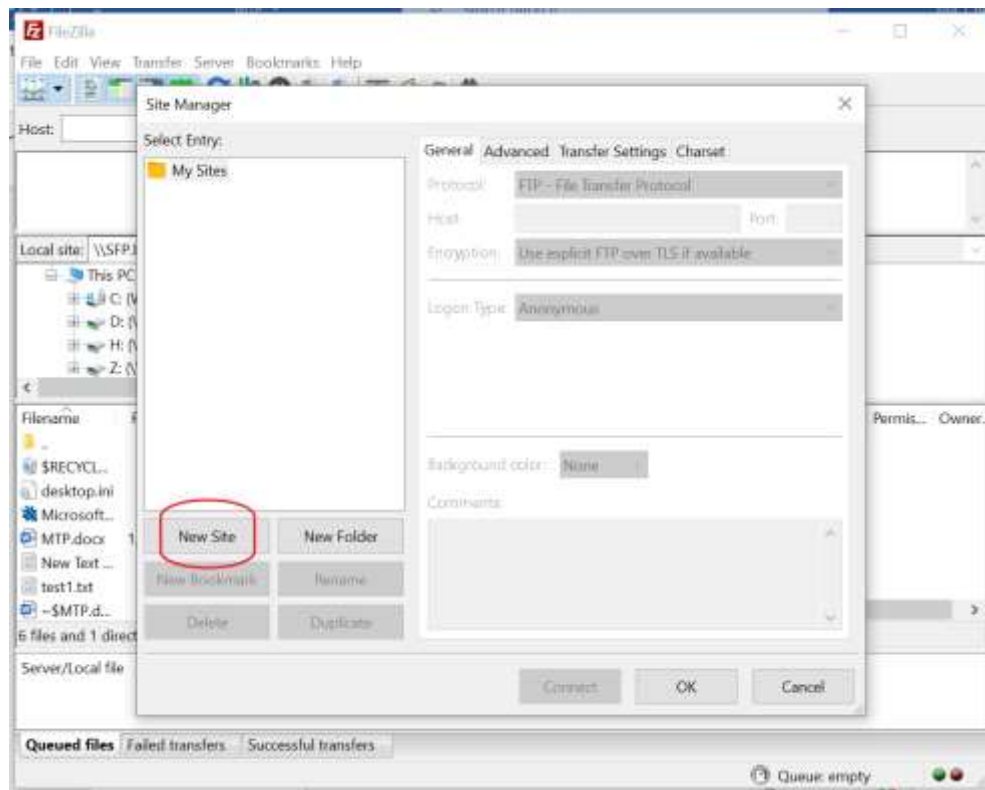 FileZilla
File Edit View Transfer Server Bookmarks Help
Host:
Site Manager
Select Entry:
My Sites
General Advanced Transfer Settings Charset
Protocol: FTP - File Transfer Protocol
Host: Port:
Encryption: Use explicit FTP over TLS if available
Logon Type: Anonymous
Background color: None
Comments:
New Site New Folder
New Bookmark Rename
Delete Duplicate
Connect OK Cancel
Local site: \\SFP.
This PC
C: (
D: (
H: (
Z: (
Filename Permis... Owner.
..
$RECYCL...
desktop.ini
Microsoft...
MTP.docx 1
New Text ...
test1.txt
~$MTP.d...
6 files and 1 direct
Server/Local file
Queued files Failed transfers Successful transfers
Queue: empty